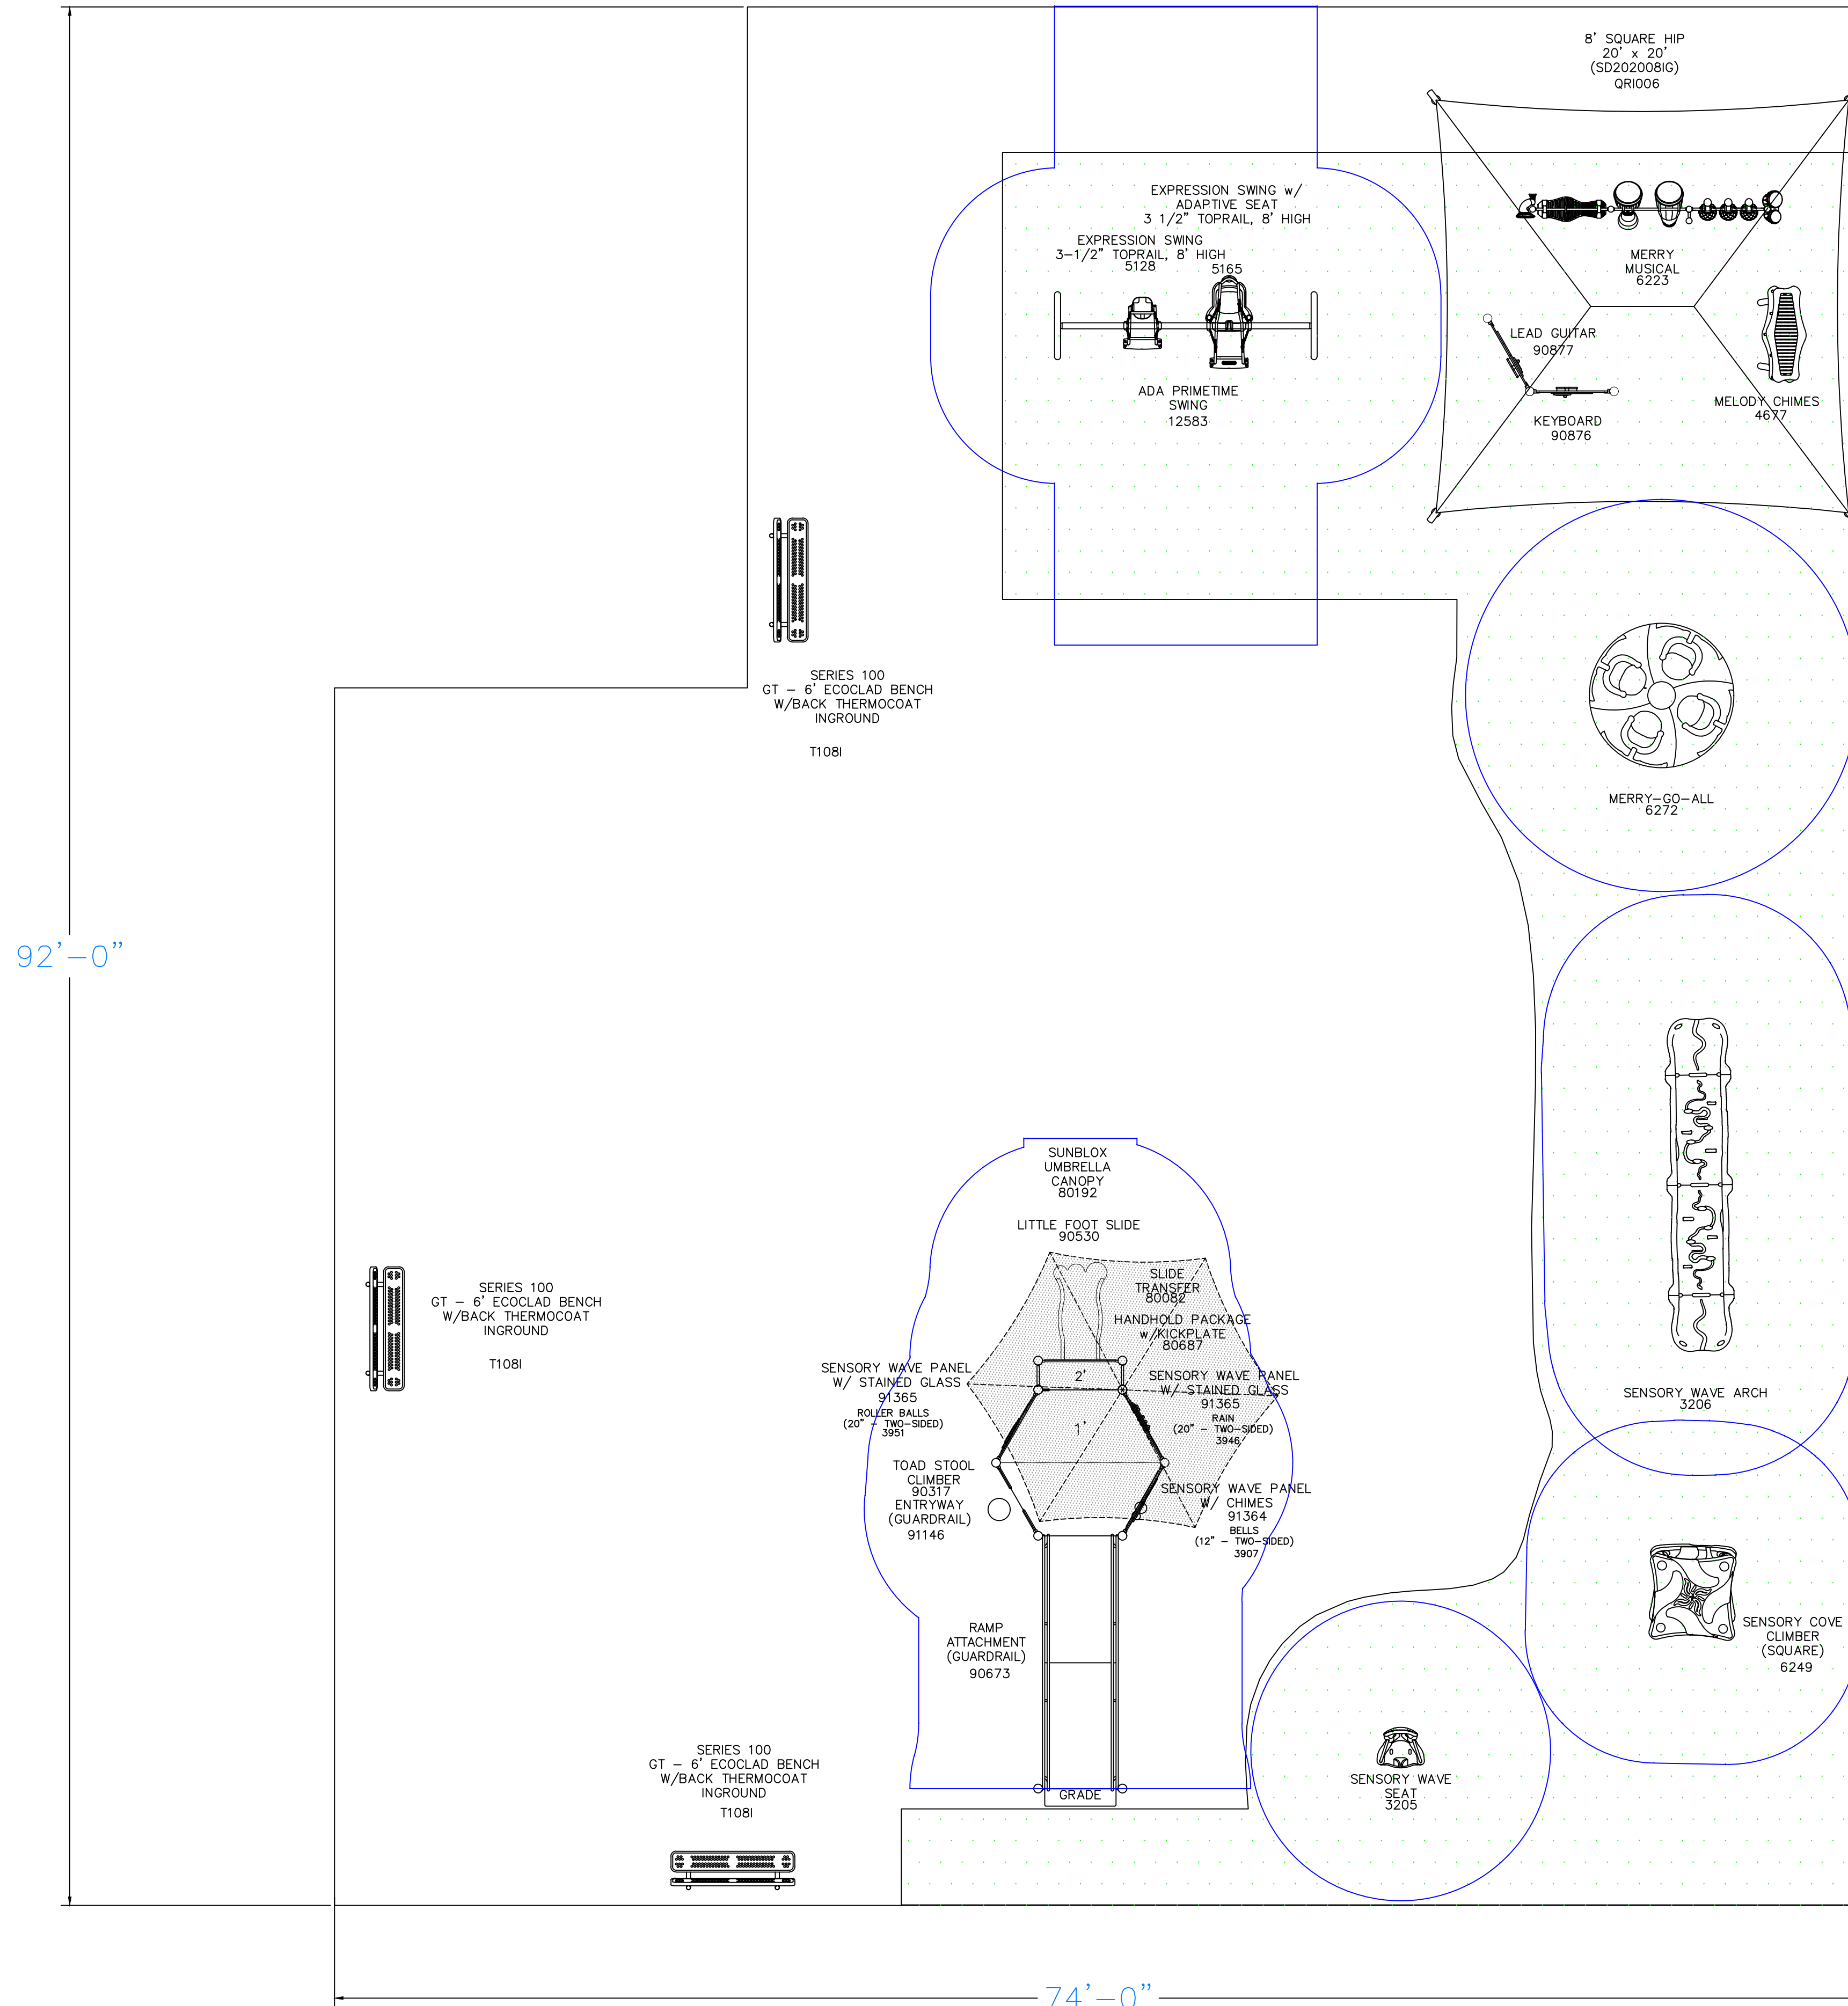 8' SQUARE HIP
20' x 20'
(SD202008IG)
QRI006
EXPRESSION SWING w/
ADAPTIVE SEAT
3 1/2" TOPRAIL, 8' HIGH
EXPRESSION SWING
3-1/2" TOPRAIL, 8' HIGH
5128
5165
ADA PRIMETIME
SWING
12583
MERRY
MUSICAL
6223
LEAD GUITAR
90877
KEYBOARD
90876
MELODY CHIMES
4677
SERIES 100
GT - 6' ECOCLAD BENCH
W/BACK THERMOCOAT
INGROUND
T108I
MERRY-GO-ALL
6272
92'-0"
SUNBLOX
UMBRELLA
CANOPY
80192
LITTLE FOOT SLIDE
90530
SLIDE
TRANSFER
80082
HANDHOLD PACKAGE
w/KICKPLATE
80687
SERIES 100
GT - 6' ECOCLAD BENCH
W/BACK THERMOCOAT
INGROUND
T108I
SENSORY WAVE PANEL
W/ STAINED GLASS
91365
ROLLER BALLS
(20" - TWO-SIDED)
3951
2'
1'
SENSORY WAVE PANEL
W/ STAINED GLASS
91365
RAIN
(20" - TWO-SIDED)
3946
SENSORY WAVE ARCH
3206
TOAD STOOL
CLIMBER
90317
ENTRYWAY
(GUARDRAIL)
91146
SENSORY WAVE PANEL
W/ CHIMES
91364
BELLS
(12" - TWO-SIDED)
3907
RAMP
ATTACHMENT
(GUARDRAIL)
90673
SENSORY COVE
CLIMBER
(SQUARE)
6249
SERIES 100
GT - 6' ECOCLAD BENCH
W/BACK THERMOCOAT
INGROUND
T108I
GRADE
SENSORY WAVE
SEAT
3205
74'-0"